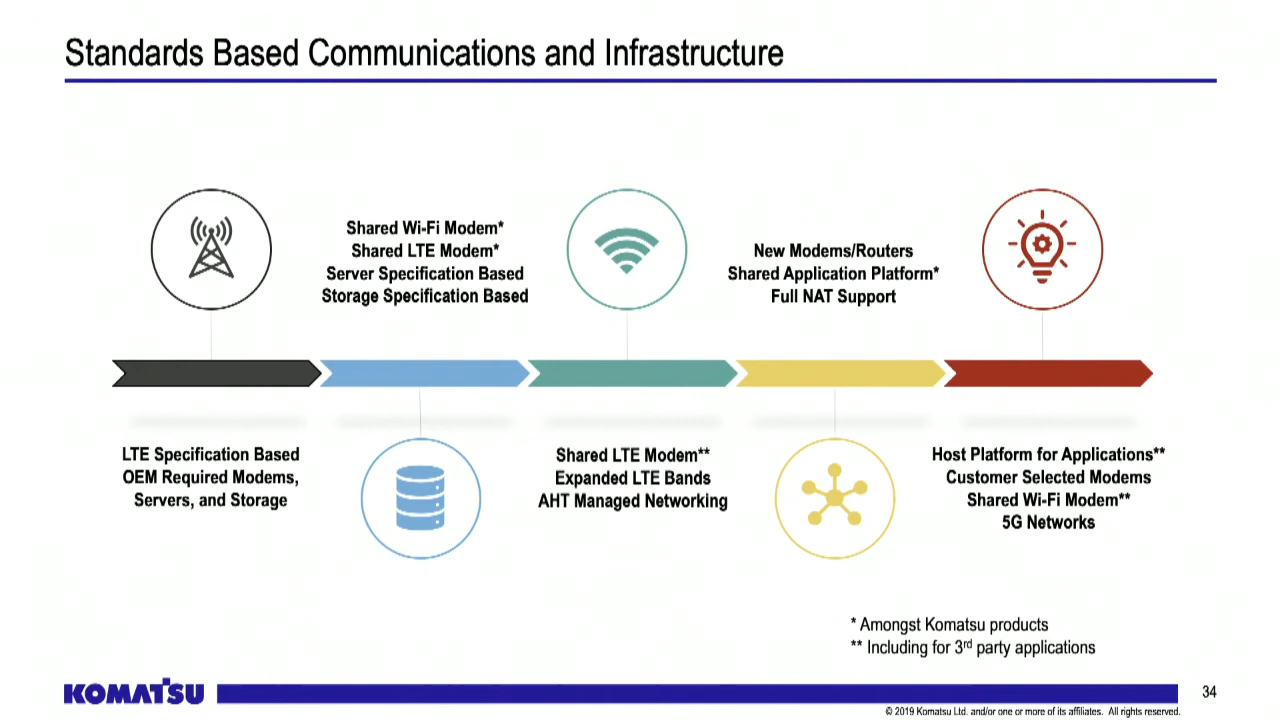 Standards Based Communications and Infrastructure
LTE Specification Based
OEM Required Modems,
Servers, and Storage
Shared Wi-Fi Modem*
Shared LTE Modem*
Server Specification Based
Storage Specification Based
Shared LTE Modem**
Expanded LTE Bands
AHT Managed Networking
New Modems/Routers
Shared Application Platform*
Full NAT Support
Host Platform for Applications**
Customer Selected Modems
Shared Wi-Fi Modem**
5G Networks
* Amongst Komatsu products
** Including for 3rd party applications
KOMATSU
34
© 2019 Komatsu Ltd. and/or one or more of its affiliates. All rights reserved.